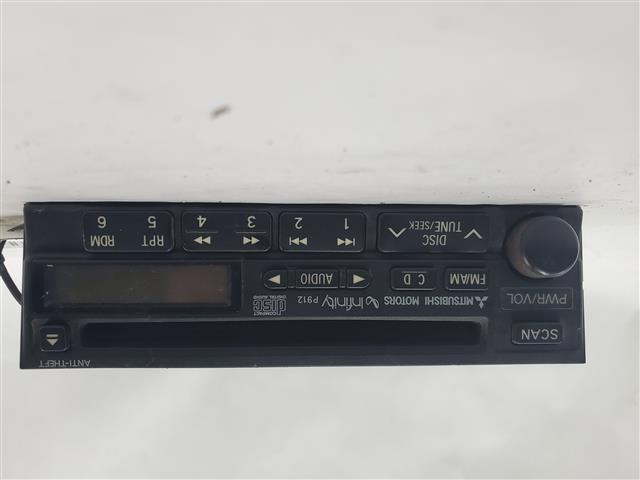 ANTI-THEFT
SCAN
PWR/VOL
MITSUBISHI MOTORS Infinity P912
COMPACT
disc
DIGITAL AUDIO
FM/AM
C D
AUDIO
DISC
TUNE/SEEK
1
2
3
4
5
RPT
6
RDM